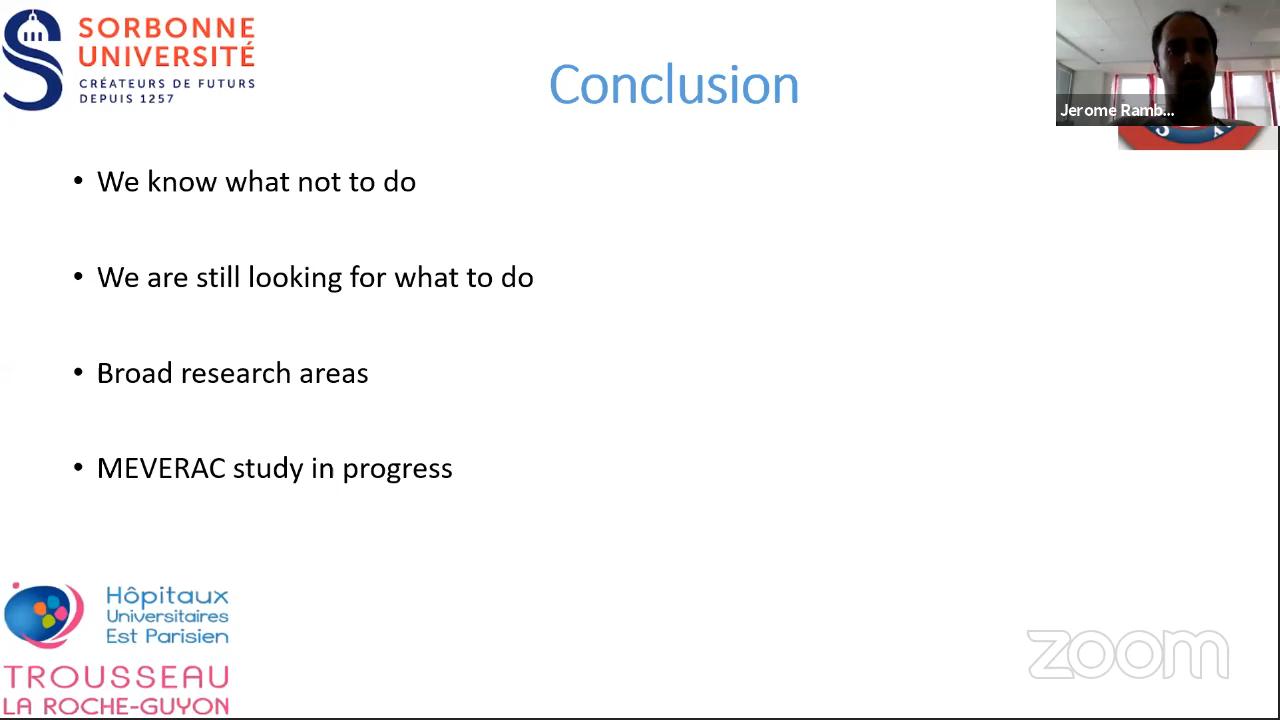 SORBONNE
UNIVERSITÉ
CRÉATEURS DE FUTURS
DEPUIS 1257
Conclusion
Jerome Ramb...
• We know what not to do
• We are still looking for what to do
• Broad research areas
• MEVERAC study in progress
Hôpitaux
Universitaires
Est Parisien
TROUSSEAU
LA ROCHE-GUYON
zoom